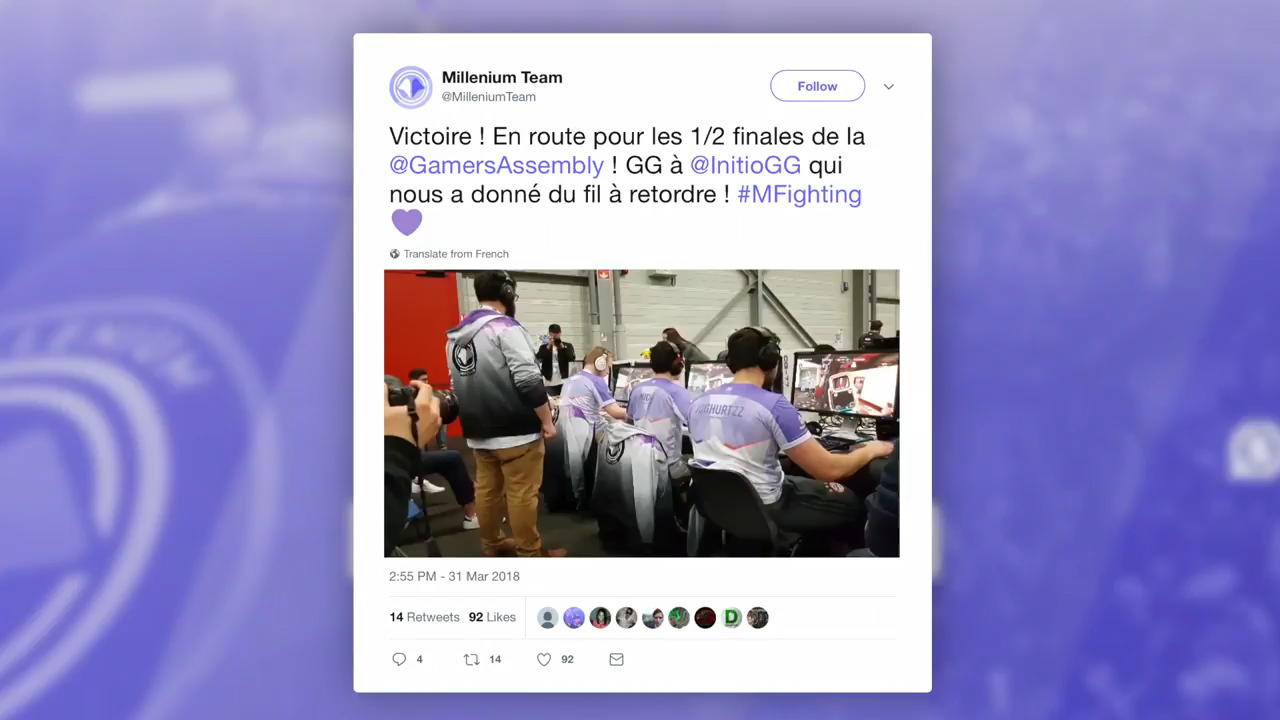 Millenium Team
@MilleniumTeam
Follow
Victoire ! En route pour les 1/2 finales de la
@GamersAssembly ! GG à @InitioGG qui
nous a donné du fil à retordre ! #MFighting
💜
Translate from French
2:55 PM - 31 Mar 2018
14 Retweets 92 Likes
D
4 14 92